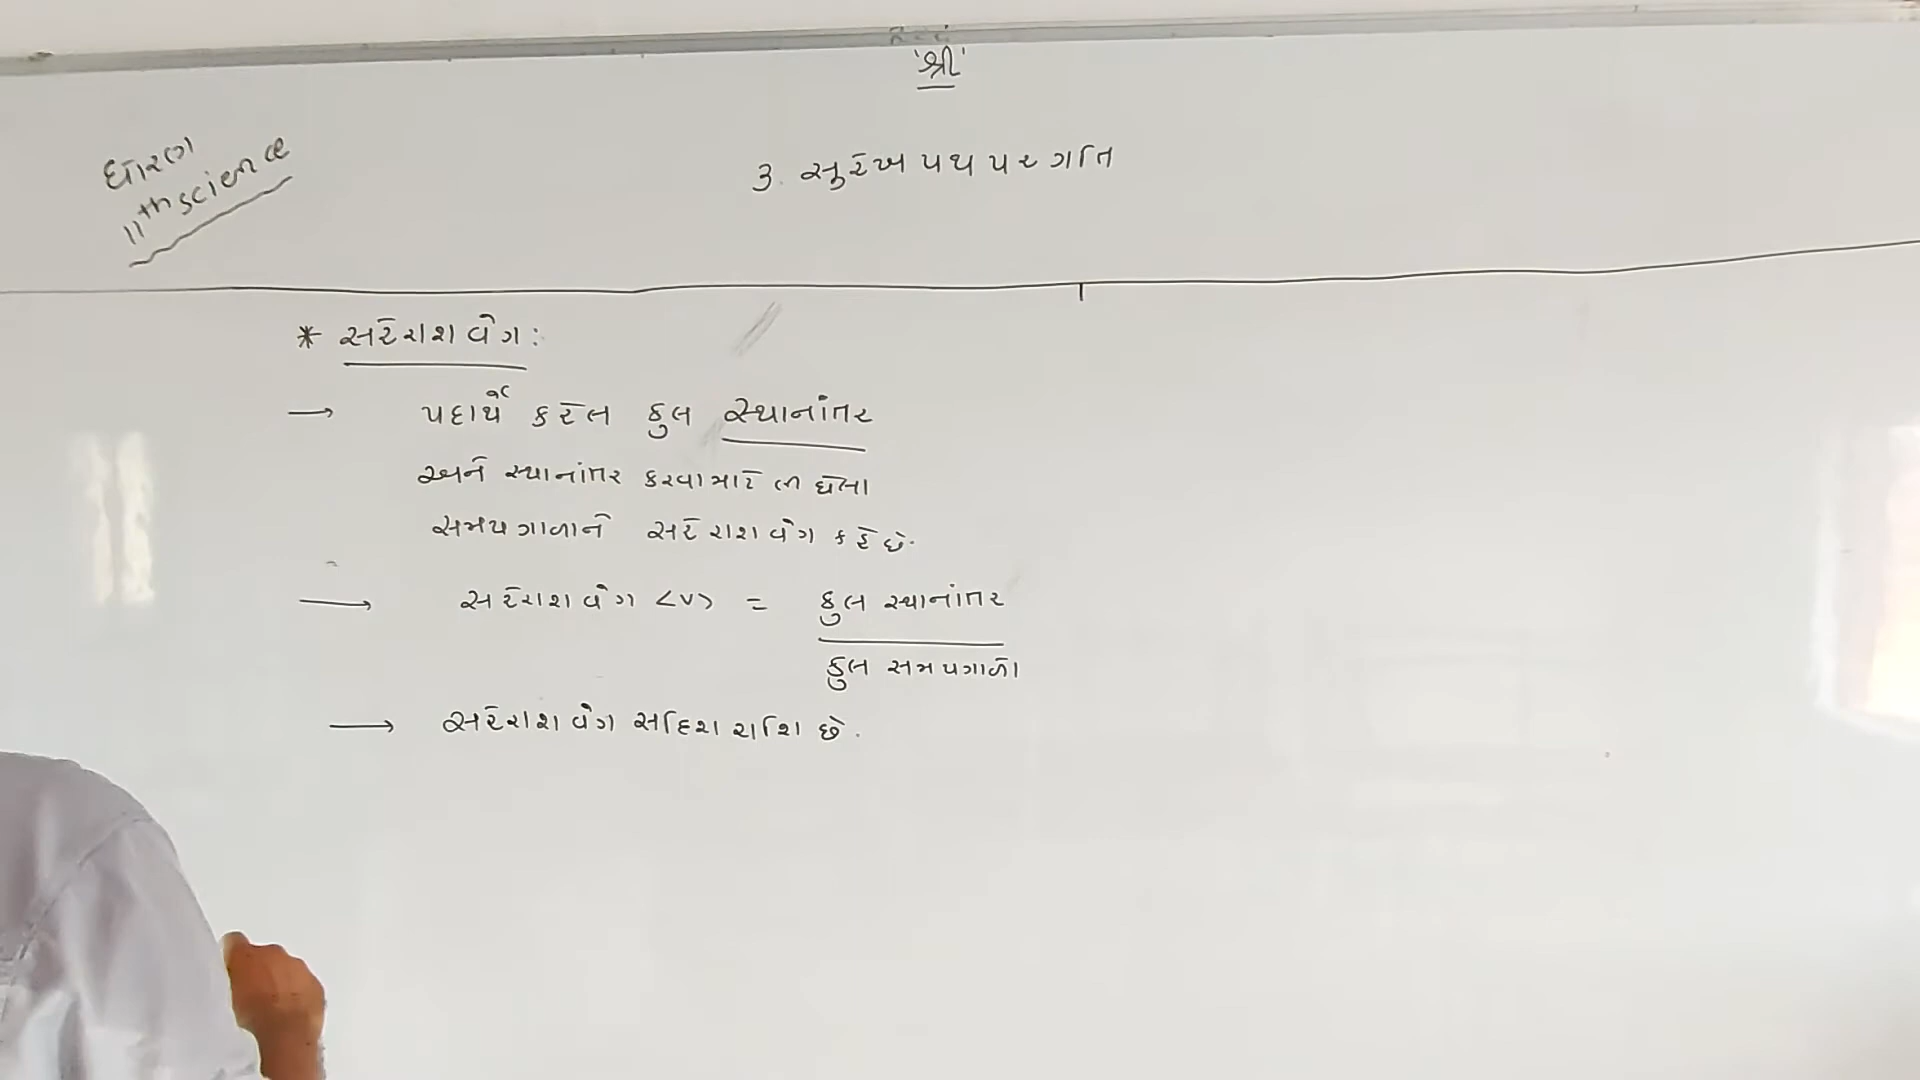 'શ્રી'
ધોરણ
11th science
3. સુરેખ પથ પર ગતિ
* સરેરાશ વેગ :
→ પદાર્થે કરેલ કુલ સ્થાનાંતર
અને સ્થાનાંતર કરવા માટે લીધેલા
સમયગાળાને સરેરાશ વેગ કહે છે.
→ સરેરાશ વેગ <v> = કુલ સ્થાનાંતર
કુલ સમયગાળો
→ સરેરાશ વેગ સદિશ રાશિ છે.